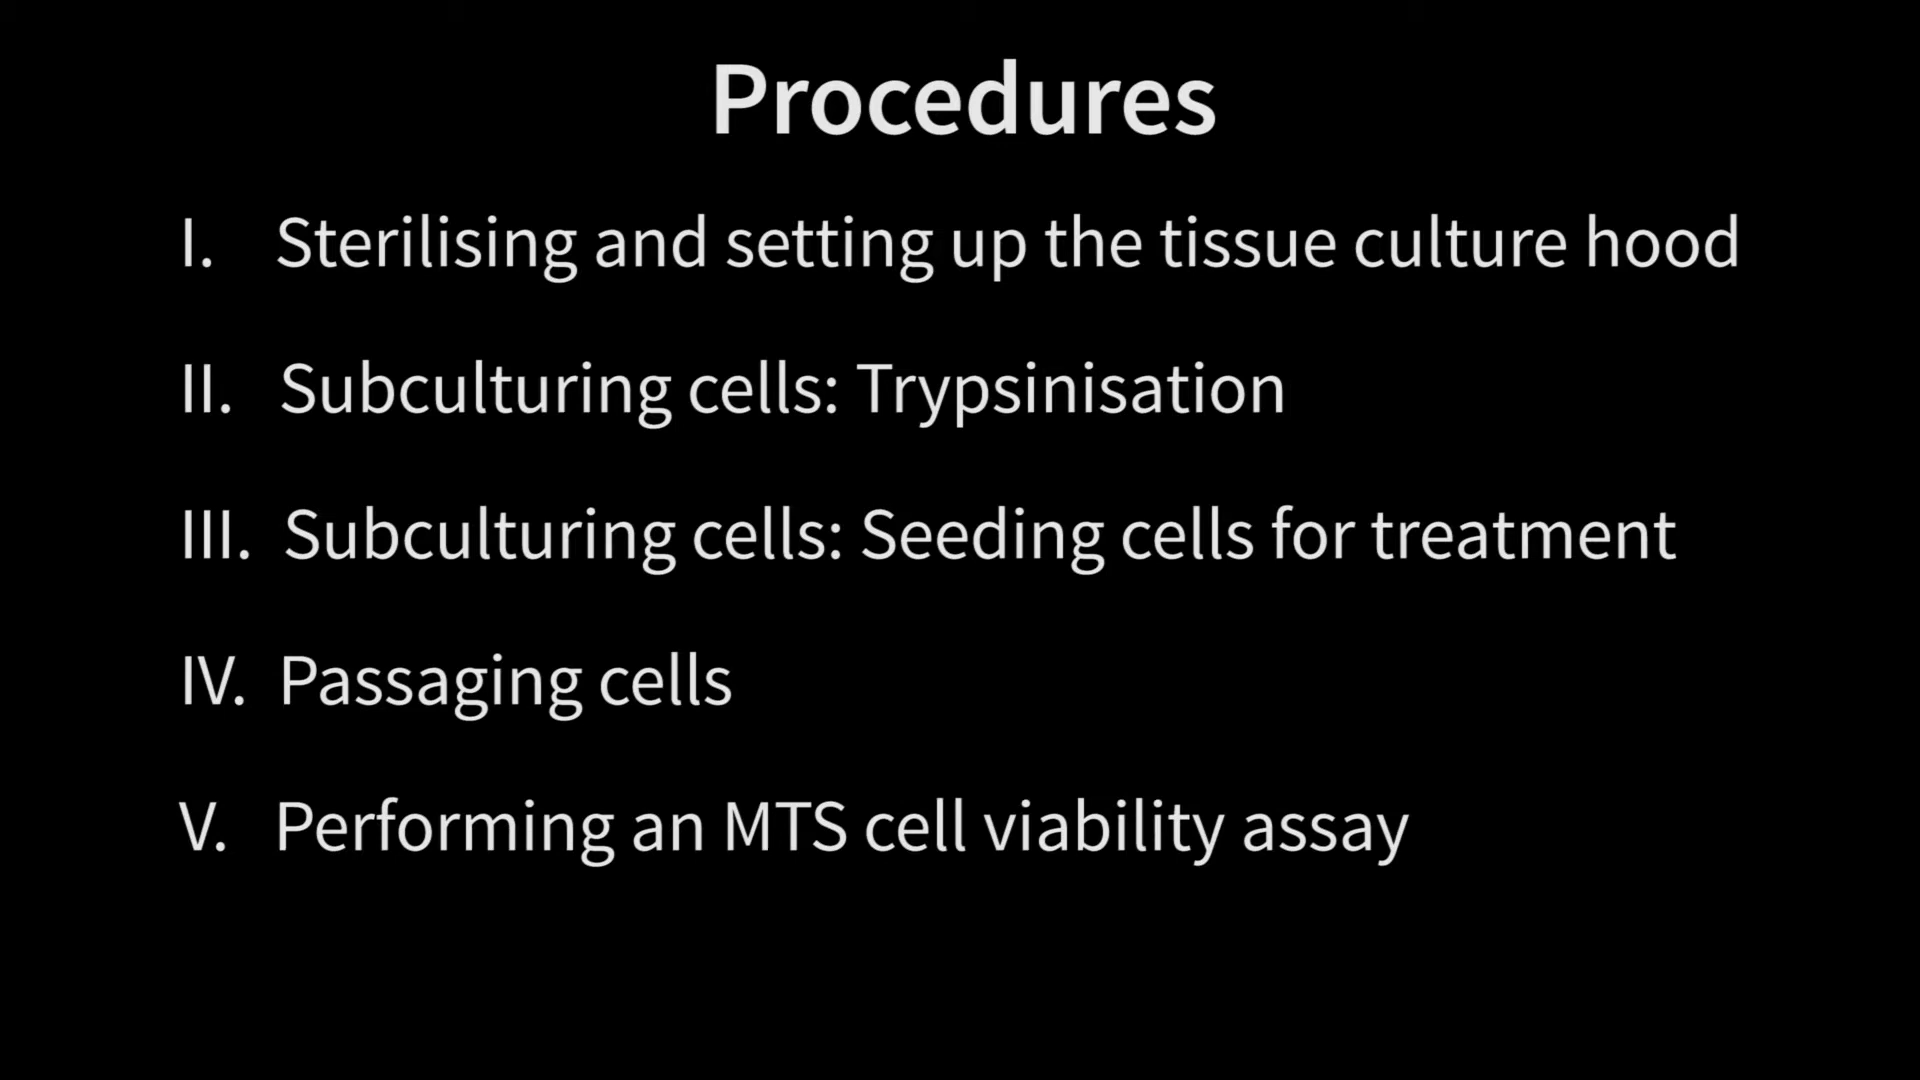 Procedures
I. Sterilising and setting up the tissue culture hood
II. Subculturing cells: Trypsinisation
III. Subculturing cells: Seeding cells for treatment
IV. Passaging cells
V. Performing an MTS cell viability assay